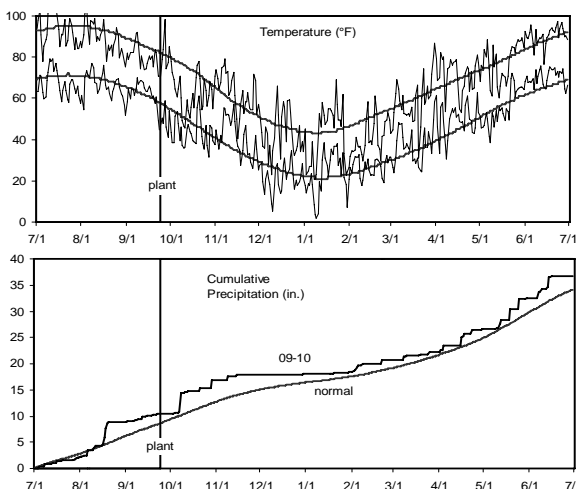 Temperature (°F)
100
80
60
40
20
0
plant
7/1 8/1 9/1 10/1 11/1 12/1 1/1 2/1 3/1 4/1 5/1 6/1 7/1
Cumulative
Precipitation (in.)
40
35
30
25
20
15
10
5
0
09-10
normal
plant
7/1 8/1 9/1 10/1 11/1 12/1 1/1 2/1 3/1 4/1 5/1 6/1 7/